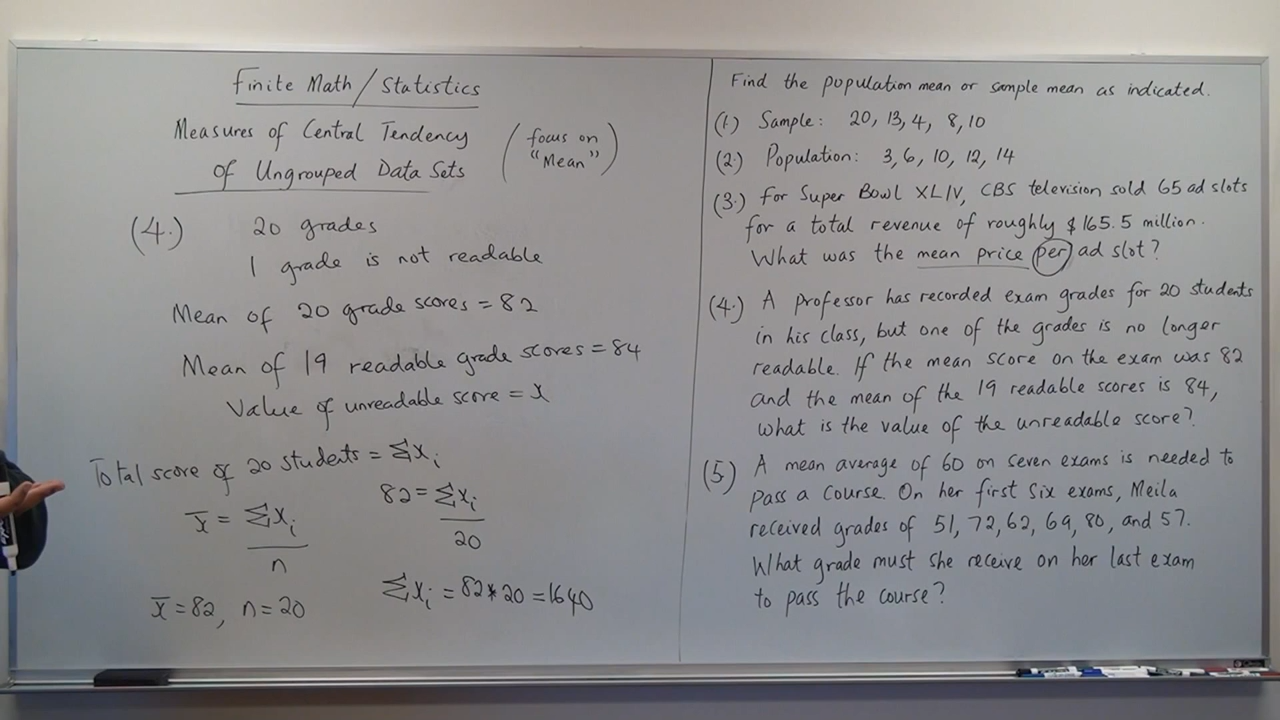 Finite Math/Statistics
Measures of Central Tendency
of Ungrouped Data Sets
(focus on
"Mean")
(4.) 20 grades
1 grade is not readable
Mean of 20 grade scores = 82
Mean of 19 readable grade scores = 84
Value of unreadable score = x
Total score of 20 students = Σxᵢ
x̄ = Σxᵢ
n
82 = Σxᵢ
20
x̄ = 82, n = 20
Σxᵢ = 82 * 20 = 1640
Find the population mean or sample mean as indicated.
(1.) Sample: 20, 13, 4, 8, 10
(2.) Population: 3, 6, 10, 12, 14
(3.) For Super Bowl XLIV, CBS television sold 65 ad slots
for a total revenue of roughly $165.5 million.
What was the mean price per ad slot?
(4.) A professor has recorded exam grades for 20 students
in his class, but one of the grades is no longer
readable. If the mean score on the exam was 82
and the mean of the 19 readable scores is 84,
what is the value of the unreadable score?
(5) A mean average of 60 on seven exams is needed to
pass a course. On her first six exams, Meila
received grades of 51, 72, 62, 69, 80, and 57.
What grade must she receive on her last exam
to pass the course?